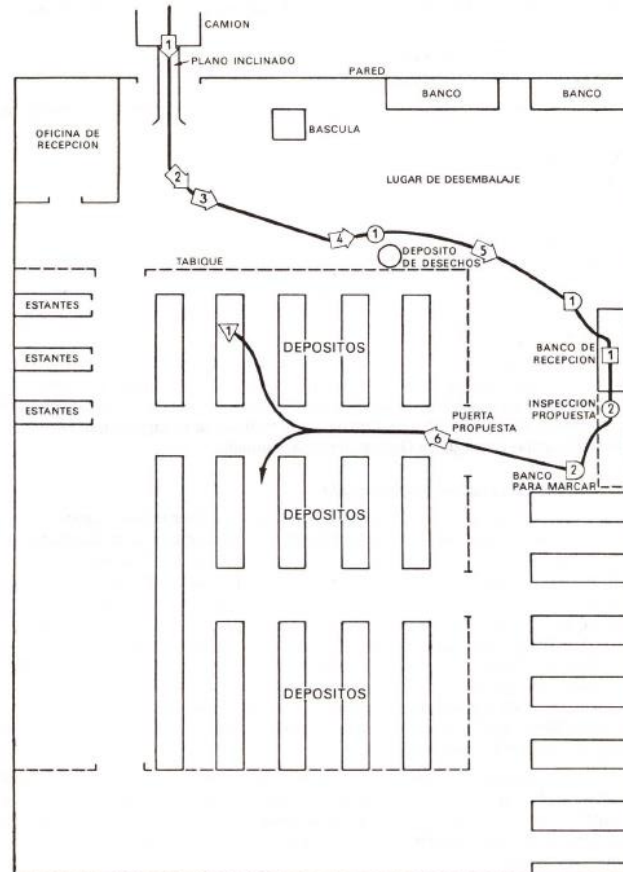 CAMION
1
PLANO INCLINADO
PARED
BANCO
BANCO
OFICINA DE
RECEPCION
BASCULA
2
3
LUGAR DE DESEMBALAJE
4
1
5
DEPOSITO
DE DESECHOS
TABIQUE
ESTANTES
1
1
DEPOSITOS
BANCO DE
RECEPCION
1
ESTANTES
ESTANTES
INSPECCION
PROPUESTA
2
PUERTA
PROPUESTA
6
2
BANCO
PARA MARCAR
DEPOSITOS
DEPOSITOS